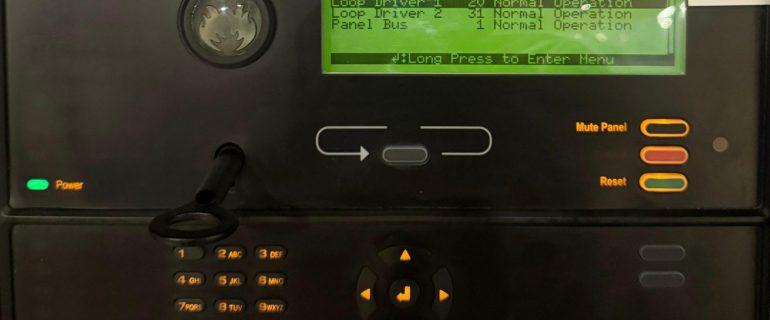 Loop Driver 1 20 Normal Operation
Loop Driver 2 31 Normal Operation
Panel Bus 1 Normal Operation
↲:Long Press to Enter Menu
Mute Panel
Power
Reset
1 2 ABC 3 DEF
4 GHI 5 JKL 6 MNO
7 PQRS 8 TUV 9 WXYZ